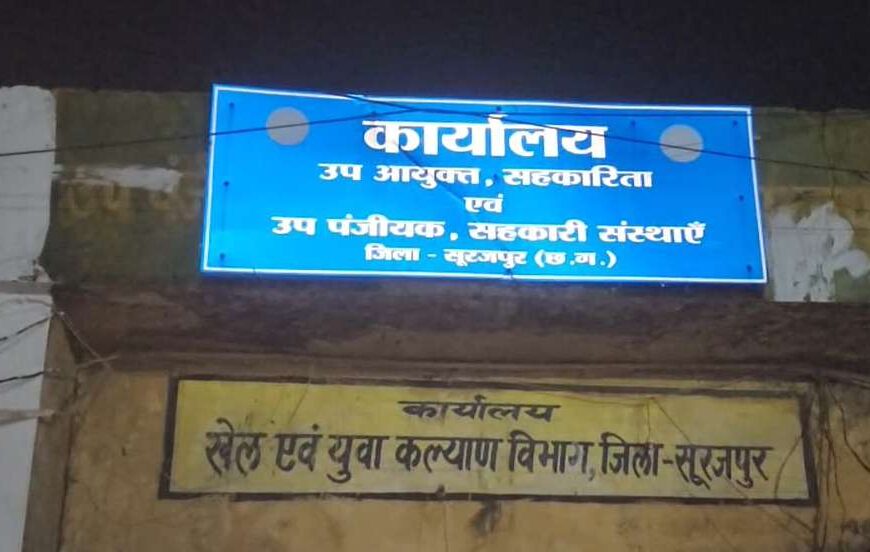 कार्यालय
उप आयुक्त, सहकारिता
एवं
उप पंजीयक, सहकारी संस्थाएँ
जिला - सूरजपुर (छ.ग.)
कार्यालय
खेल एवं युवा कल्याण विभाग, जिला-सूरजपुर